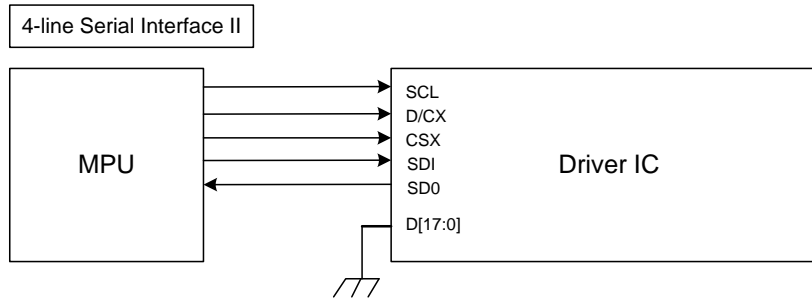 4-line Serial Interface II
MPU
SCL
D/CX
CSX
SDI
SD0
D[17:0]
Driver IC